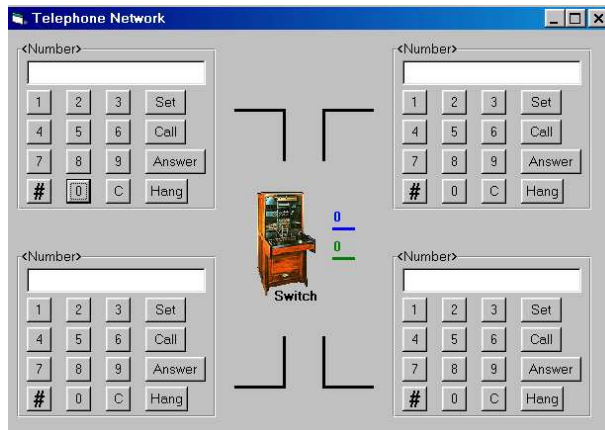 Telephone Network
<Number>
1 2 3 Set
4 5 6 Call
7 8 9 Answer
# 0 C Hang
<Number>
1 2 3 Set
4 5 6 Call
7 8 9 Answer
# 0 C Hang
0
0
Switch
<Number>
1 2 3 Set
4 5 6 Call
7 8 9 Answer
# 0 C Hang
<Number>
1 2 3 Set
4 5 6 Call
7 8 9 Answer
# 0 C Hang